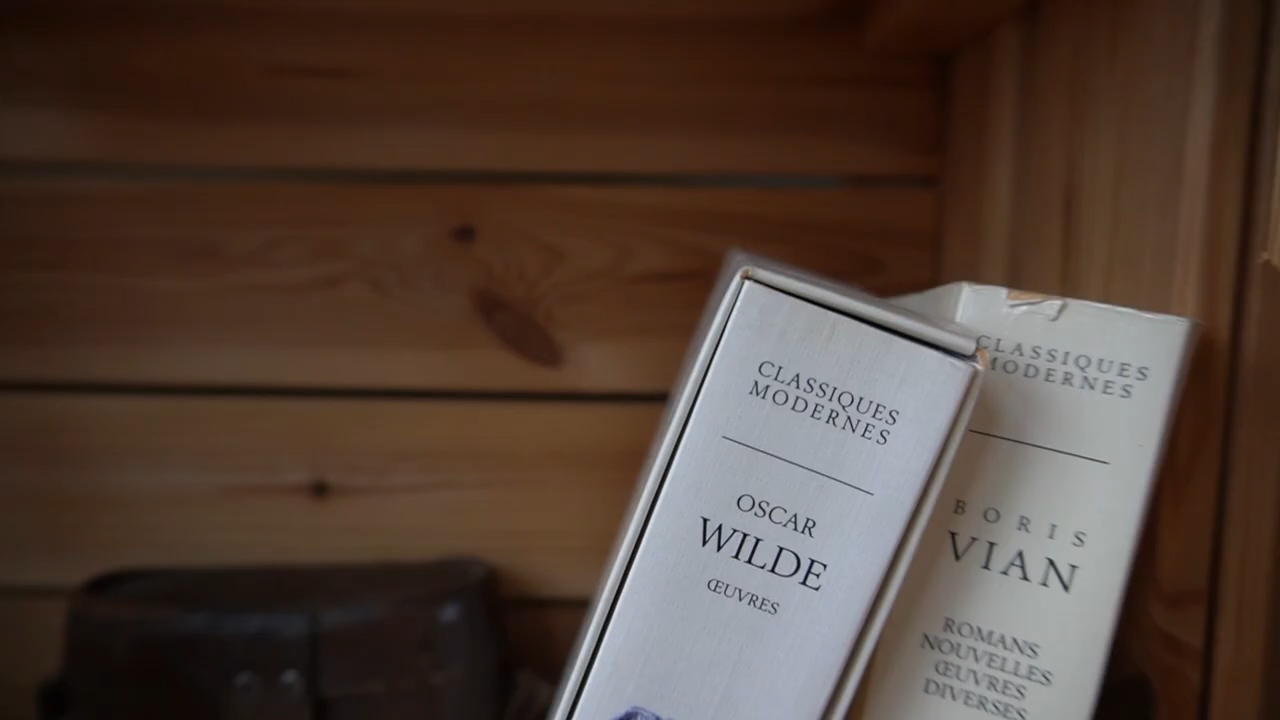 CLASSIQUES
MODERNES
OSCAR
WILDE
ŒUVRES
CLASSIQUES
MODERNES
BORIS
VIAN
ROMANS
NOUVELLES
ŒUVRES
DIVERSES